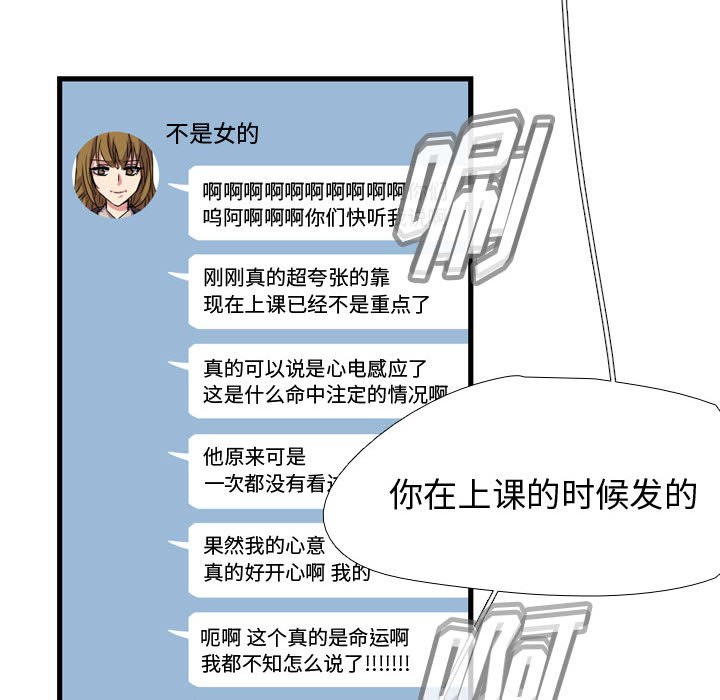 不是女的
啊啊啊啊啊啊啊啊啊啊你们
呜阿啊啊啊你们快听我说啊
唰
刚刚真的超夸张的靠
现在上课已经不是重点了
真的可以说是心电感应了
这是什么命中注定的情况啊
他原来可是
一次都没有看
你在上课的时候发的
果然我的心意
真的好开心啊 我的
呃啊 这个真的是命运啊
我都不知怎么说了!!!!!!!